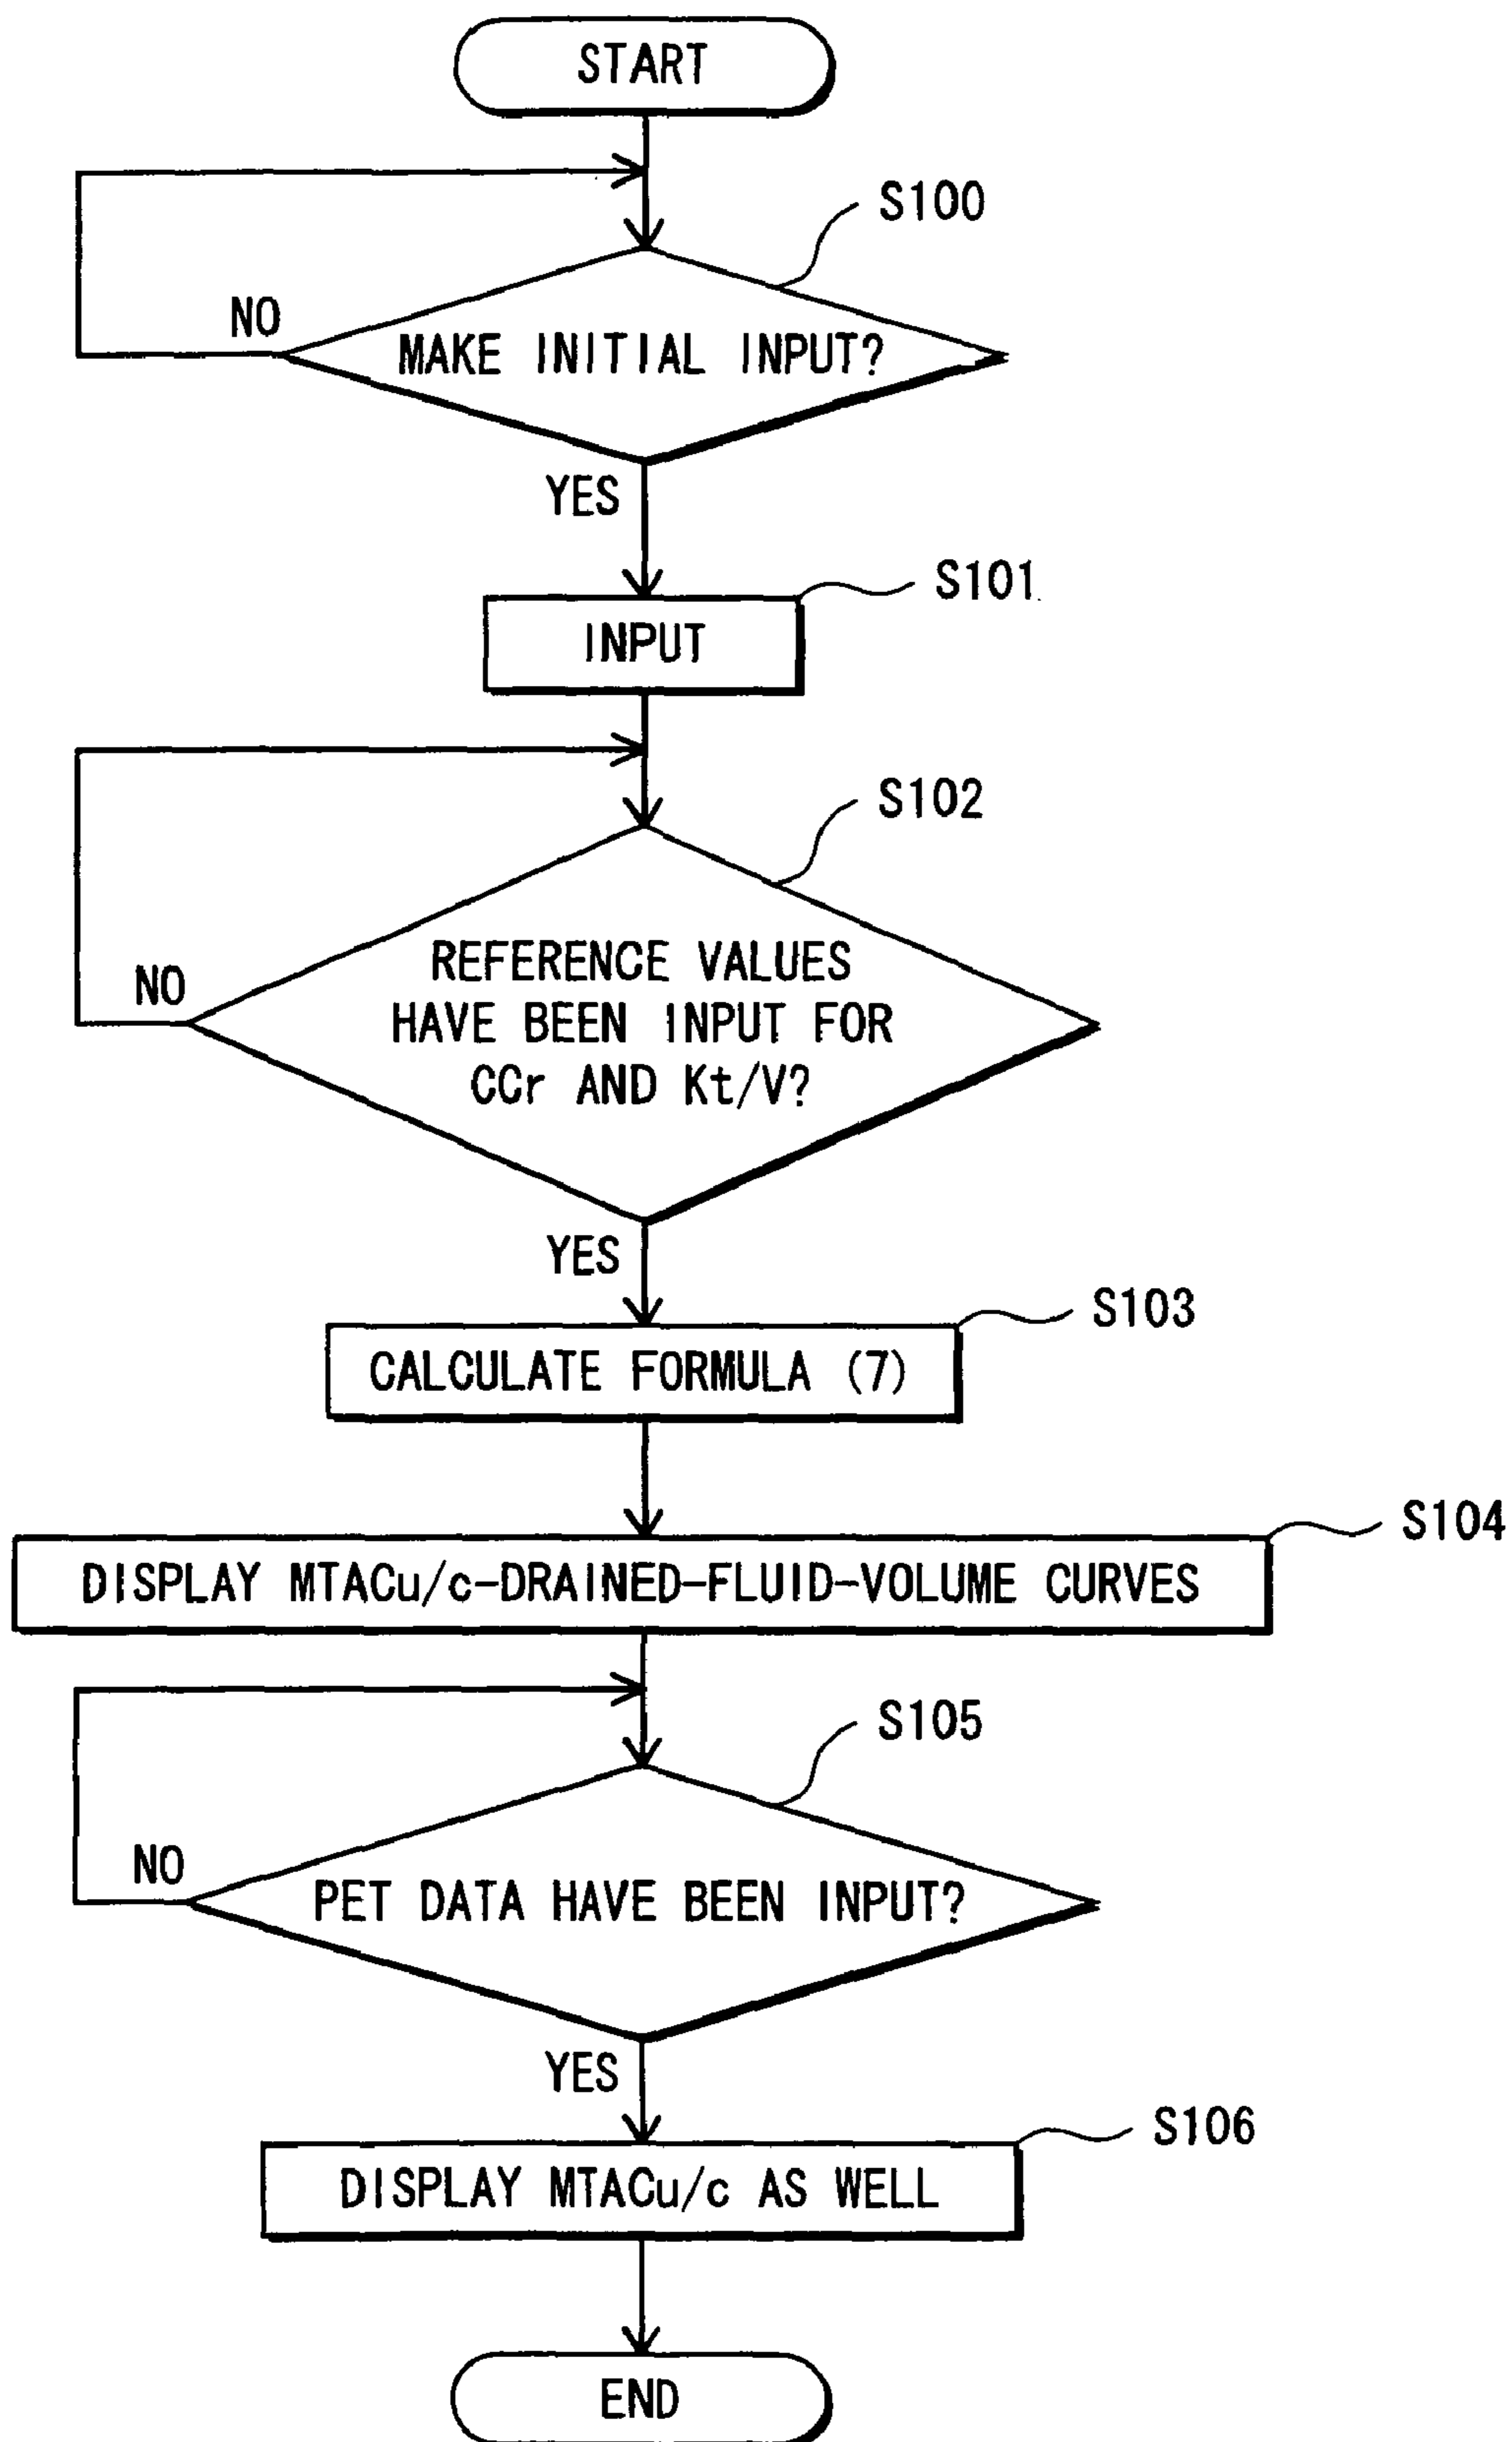 START
S100
NO
MAKE INITIAL INPUT?
YES
S101
INPUT
S102
REFERENCE VALUES
NO
HAVE BEEN INPUT FOR
CCr AND Kt/V?
YES
S103
CALCULATE FORMULA (7)
S104
DISPLAY MTACu/c-DRAINED-FLUID-VOLUME CURVES
S105
NO
PET DATA HAVE BEEN INPUT?
YES
S106
DISPLAY MTACu/c AS WELL
END